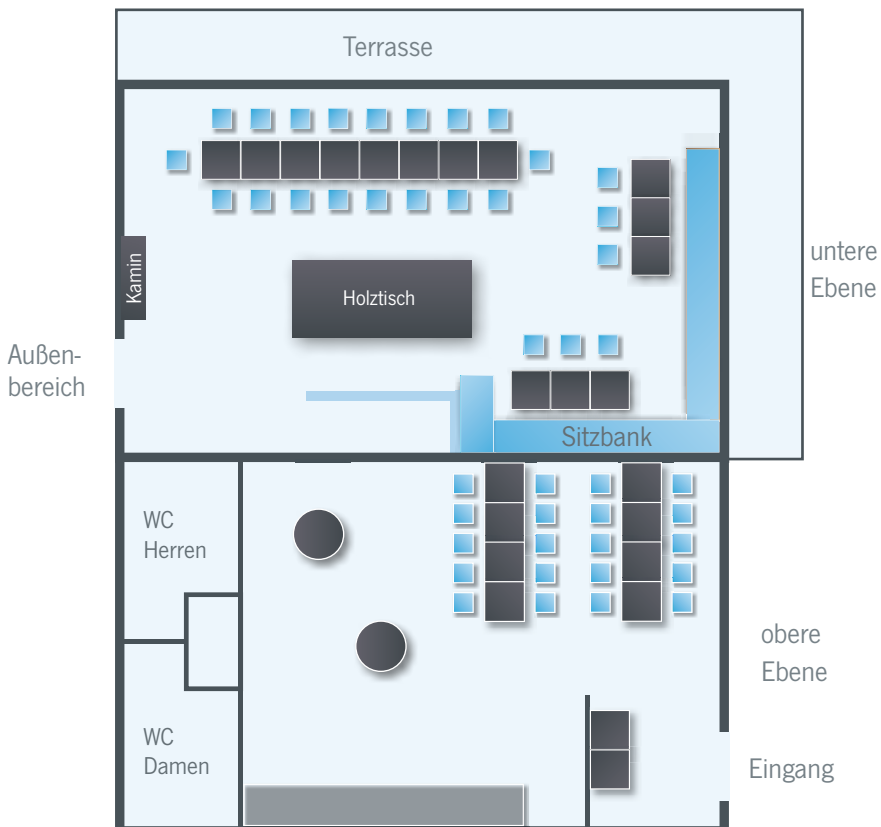 Terrasse
Kamin
Holztisch
untere
Ebene
Außen-
bereich
Sitzbank
WC
Herren
obere
Ebene
WC
Damen
Eingang